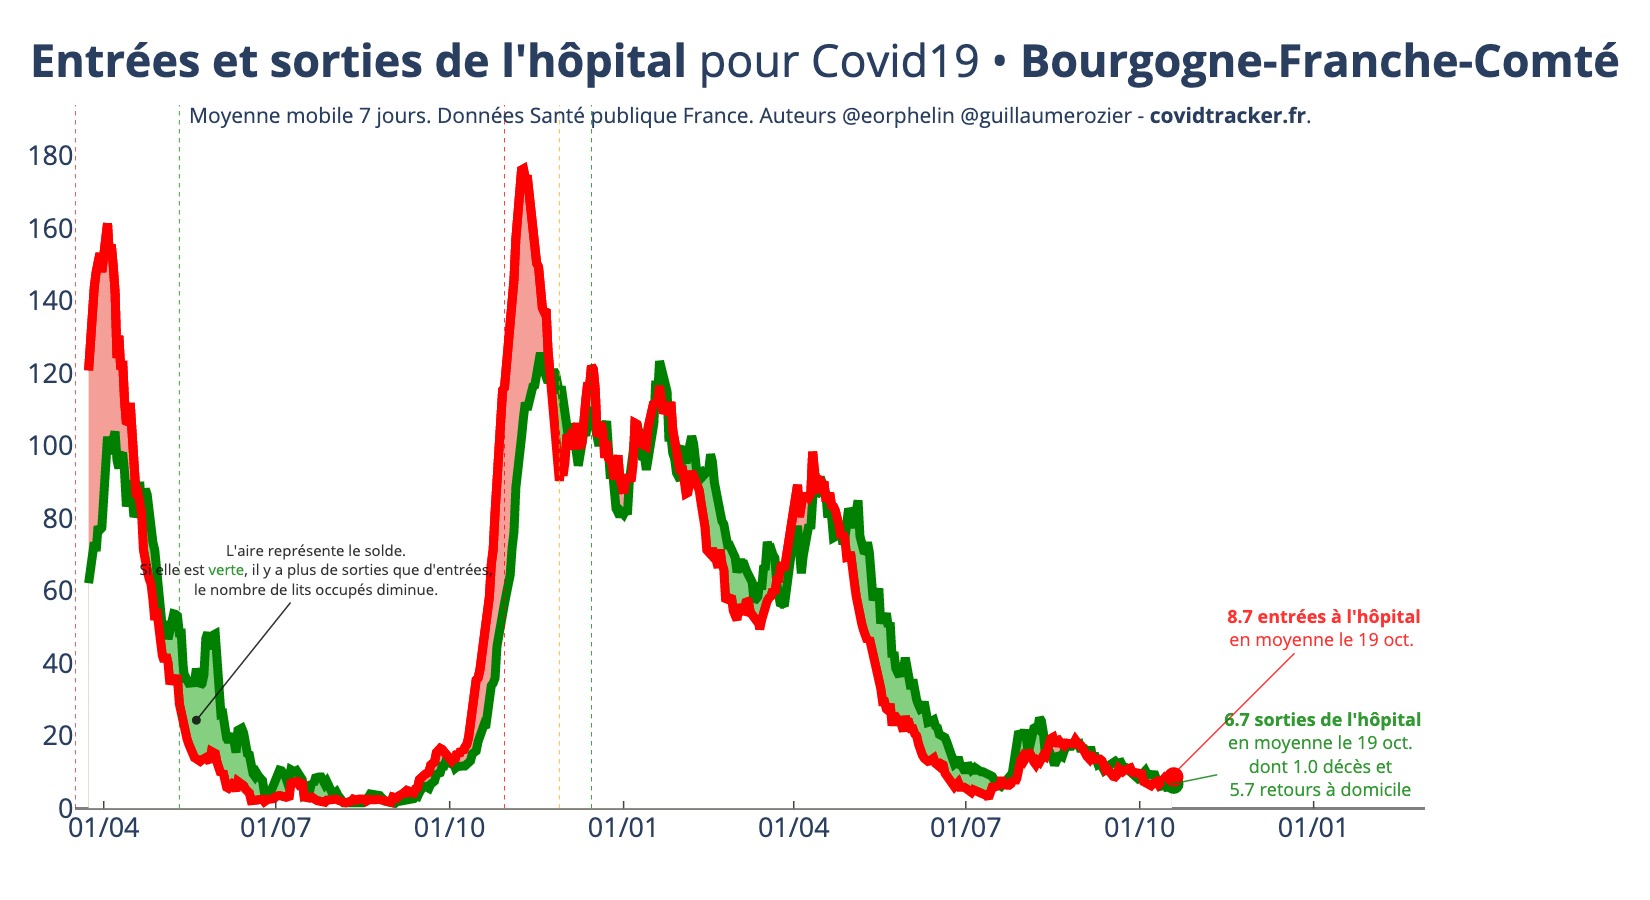 Entrées et sorties de l'hôpital pour Covid19 • Bourgogne-Franche-Comté
Moyenne mobile 7 jours. Données Santé publique France. Auteurs @eorphelin @guillaumerozier - covidtracker.fr.
180
160
140
120
100
80
60
40
20
0
L'aire représente le solde.
Si elle est verte, il y a plus de sorties que d'entrées,
le nombre de lits occupés diminue.
8.7 entrées à l'hôpital
en moyenne le 19 oct.
6.7 sorties de l'hôpital
en moyenne le 19 oct.
dont 1.0 décès et
5.7 retours à domicile
01/04 01/07 01/10 01/01 01/04 01/07 01/10 01/01